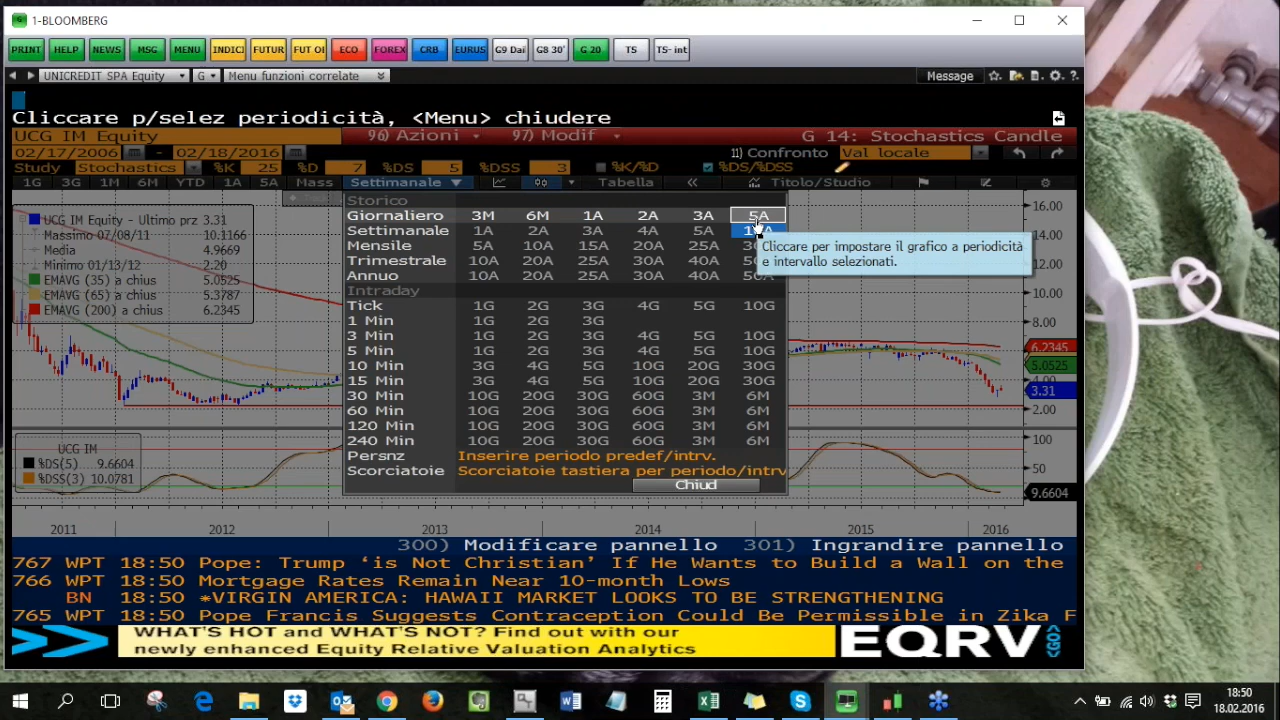 1-BLOOMBERG
PRINT HELP NEWS MSG MENU INDICI FUTUR FUT OI ECO FOREX CRB EURUS G9 Dai G8 30' G 20 TS TS- int
UNICREDIT SPA Equity G Menu funzioni correlate Message
Cliccare p/selez periodicità, <Menu> chiudere
UCG IM Equity 96) Azioni 97) Modif G 14: Stochastics Candle
02/17/2006 - 02/18/2016 11) Confronto Val locale
Study Stochastics %K 25 %D 7 %DS 5 %DSS 3 %K/%D %DS/%DSS
1G 3G 1M 6M YTD 1A 5A Mass Settimanale Tabella « Titolo/Studio
Storico
Giornaliero 3M 6M 1A 2A 3A 5A
Settimanale 1A 2A 3A 4A 5A
Mensile 5A 10A 15A 20A 25A
Trimestrale 10A 20A 25A 30A 40A
Annuo 10A 20A 25A 30A 40A 50A
Cliccare per impostare il grafico a periodicità
e intervallo selezionati.
Intraday
Tick 1G 2G 3G 4G 5G 10G
1 Min 1G 2G 3G
3 Min 1G 2G 3G 4G 5G 10G
5 Min 1G 2G 3G 4G 5G 10G
10 Min 3G 4G 5G 10G 20G 30G
15 Min 3G 4G 5G 10G 20G 30G
30 Min 10G 20G 30G 60G 3M 6M
60 Min 10G 20G 30G 60G 3M 6M
120 Min 10G 20G 30G 60G 3M 6M
240 Min 10G 20G 30G 60G 3M 6M
Persnz Inserire periodo predef/intrv.
Scorciatoie Scorciatoie tastiera per periodo/intrv
Chiud
UCG IM Equity - Ultimo prz 3.31
Massimo 07/08/11 10.1166
Media 4.9669
Minimo 01/13/12 2.20
EMAVG (35) a chius 5.0525
EMAVG (65) a chius 5.3787
EMAVG (200) a chius 6.2345
16.00
14.00
12.00
10.00
8.00
6.2345
5.0525
4.00
3.31
2.00
UCG IM
%DS(5) 9.6604
%DSS(3) 10.0781
100
50
9.6604
2011 2012 2013 2014 2015 2016
300) Modificare pannello 301) Ingrandire pannello
767 WPT 18:50 Pope: Trump ‘is Not Christian’ If He Wants to Build a Wall on the
766 WPT 18:50 Mortgage Rates Remain Near 10-month Lows
BN 18:50 *VIRGIN AMERICA: HAWAII MARKET LOOKS TO BE STRENGTHENING
765 WPT 18:50 Pope Francis Suggests Contraception Could Be Permissible in Zika F
WHAT'S HOT and WHAT'S NOT? Find out with our
newly enhanced Equity Relative Valuation Analytics
EQRV
18:50
18.02.2016